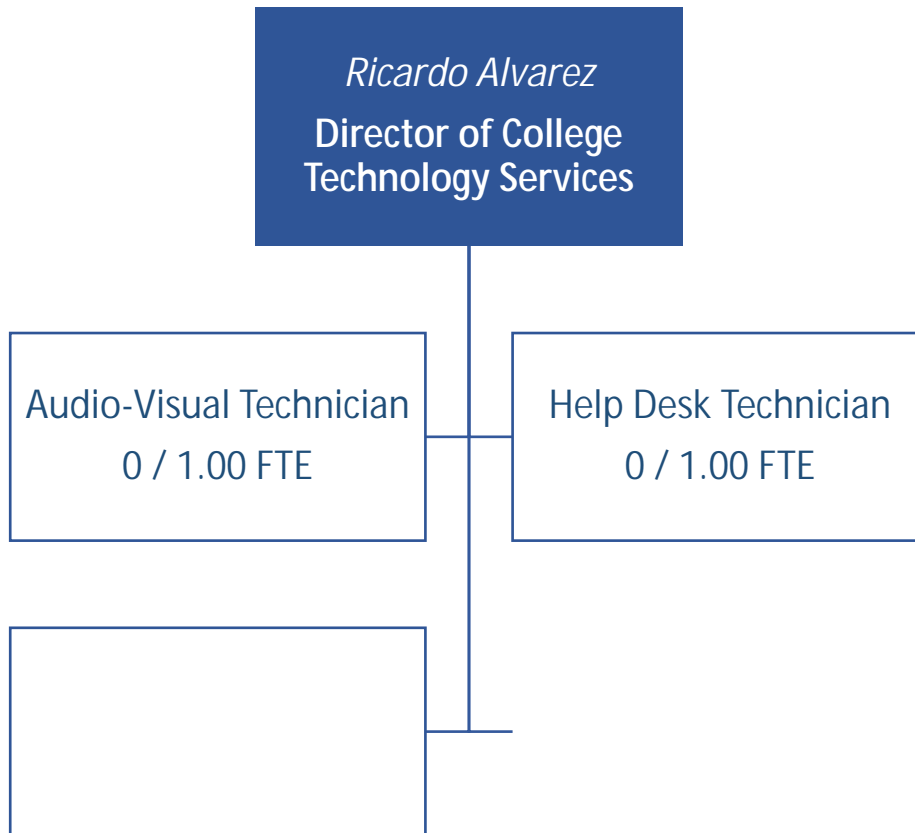 Ricardo Alvarez
Director of College
Technology Services
Audio-Visual Technician
0 / 1.00 FTE
Help Desk Technician
0 / 1.00 FTE